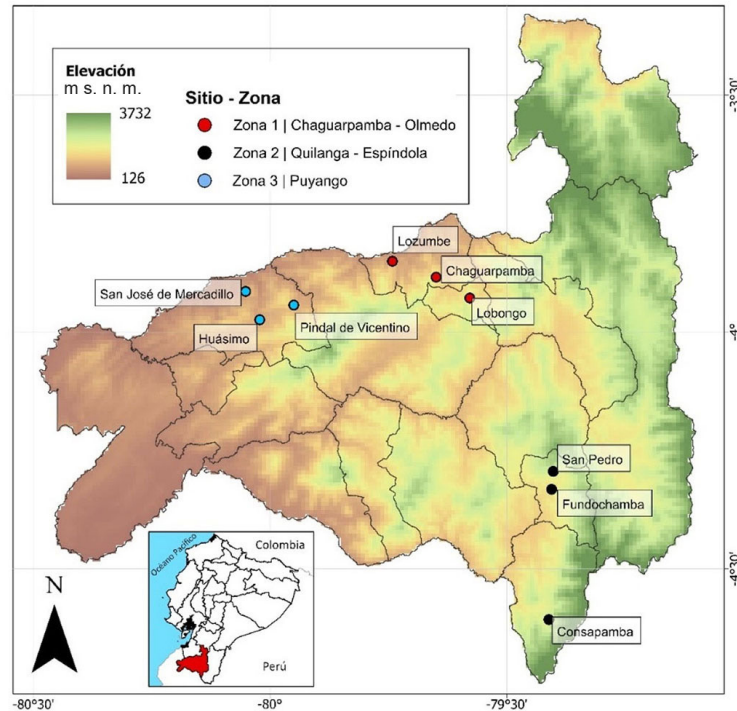 Elevación
m s. n. m.
3732
126
Sitio - Zona
Zona 1 | Chaguarpamba - Olmedo
Zona 2 | Quilanga - Espíndola
Zona 3 | Puyango
-3°30'
Lozumbe
Chaguarpamba
San José de Mercadillo
Lobongo
Pindal de Vicentino
Huásimo
-4°
San Pedro
Fundochamba
Océano Pacífico
Colombia
-4°30'
N
Consapamba
Perú
-80°30'
-80°
-79°30'